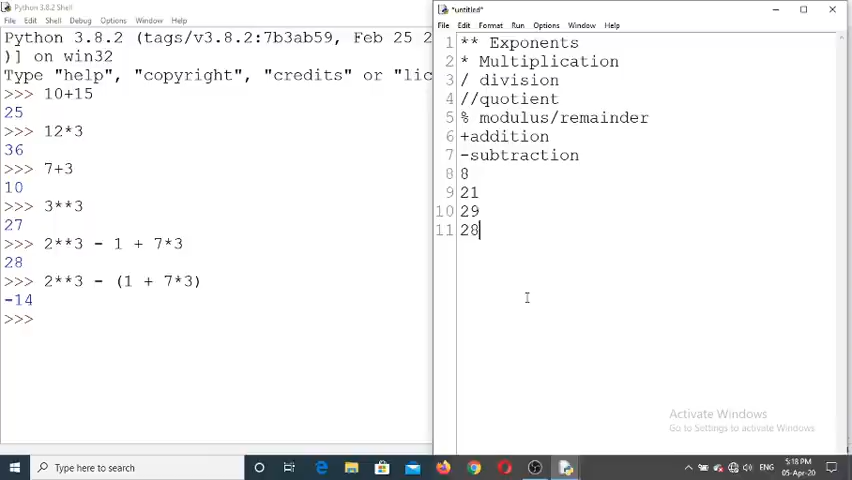 Python 3.8.2 Shell
File Edit Shell Debug Options Window Help
Python 3.8.2 (tags/v3.8.2:7b3ab59, Feb 25 2
)] on win32
Type "help", "copyright", "credits" or "lic
>>> 10+15
25
>>> 12*3
36
>>> 7+3
10
>>> 3**3
27
>>> 2**3 - 1 + 7*3
28
>>> 2**3 - (1 + 7*3)
-14
>>>
*untitled*
File Edit Format Run Options Window Help
1 ** Exponents
2 * Multiplication
3 / division
4 //quotient
5 % modulus/remainder
6 +addition
7 -subtraction
8 8
9 21
10 29
11 28
Activate Windows
Go to Settings to activate Windows.
Type here to search
ENG
5:18 PM
05-Apr-20